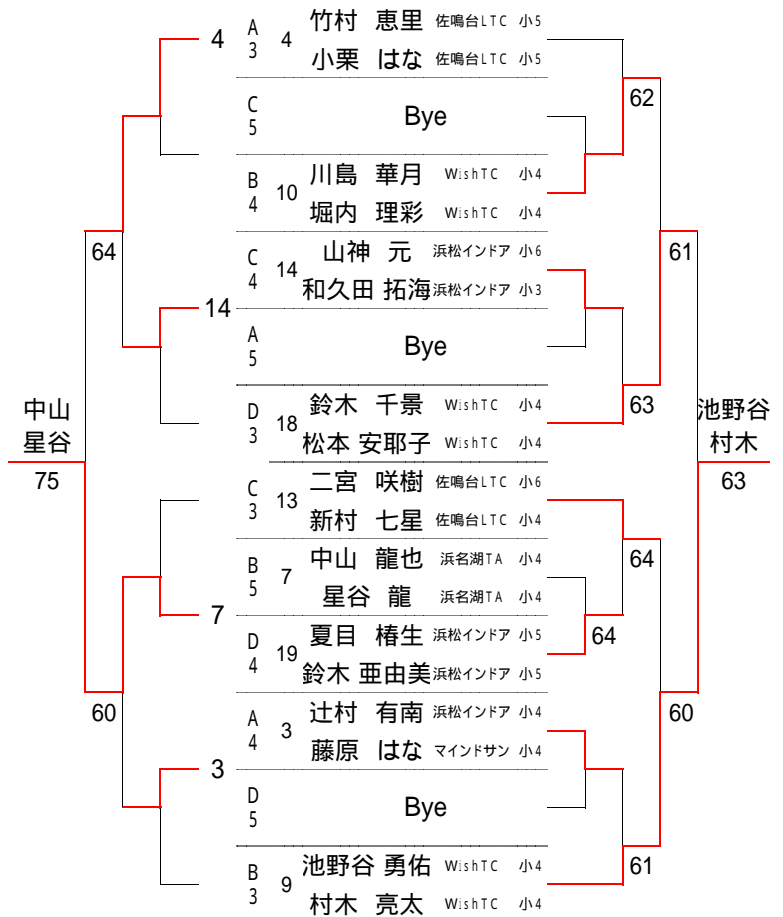 4 A 3 4 竹村 恵里 佐鳴台LTC 小5
小栗 はな 佐鳴台LTC 小5
62
C 5 Bye
B 4 10 川島 華月 WishTC 小4
堀内 理彩 WishTC 小4
64
61
C 4 14 山神 元 浜松インドア 小6
和久田 拓海 浜松インドア 小3
14
A 5 Bye
D 3 18 鈴木 千景 WishTC 小4
松本 安耶子 WishTC 小4
63
中山
星谷
75
池野谷
村木
63
C 3 13 二宮 咲樹 佐鳴台LTC 小6
新村 七星 佐鳴台LTC 小4
64
B 5 7 中山 龍也 浜名湖TA 小4
星谷 龍 浜名湖TA 小4
7
64
D 4 19 夏目 椿生 浜松インドア 小5
鈴木 亜由美 浜松インドア 小5
60
60
A 4 3 辻村 有南 浜松インドア 小4
藤原 はな マインドサン 小4
3
D 5 Bye
B 3 9 池野谷 勇佑 WishTC 小4
村木 亮太 WishTC 小4
61